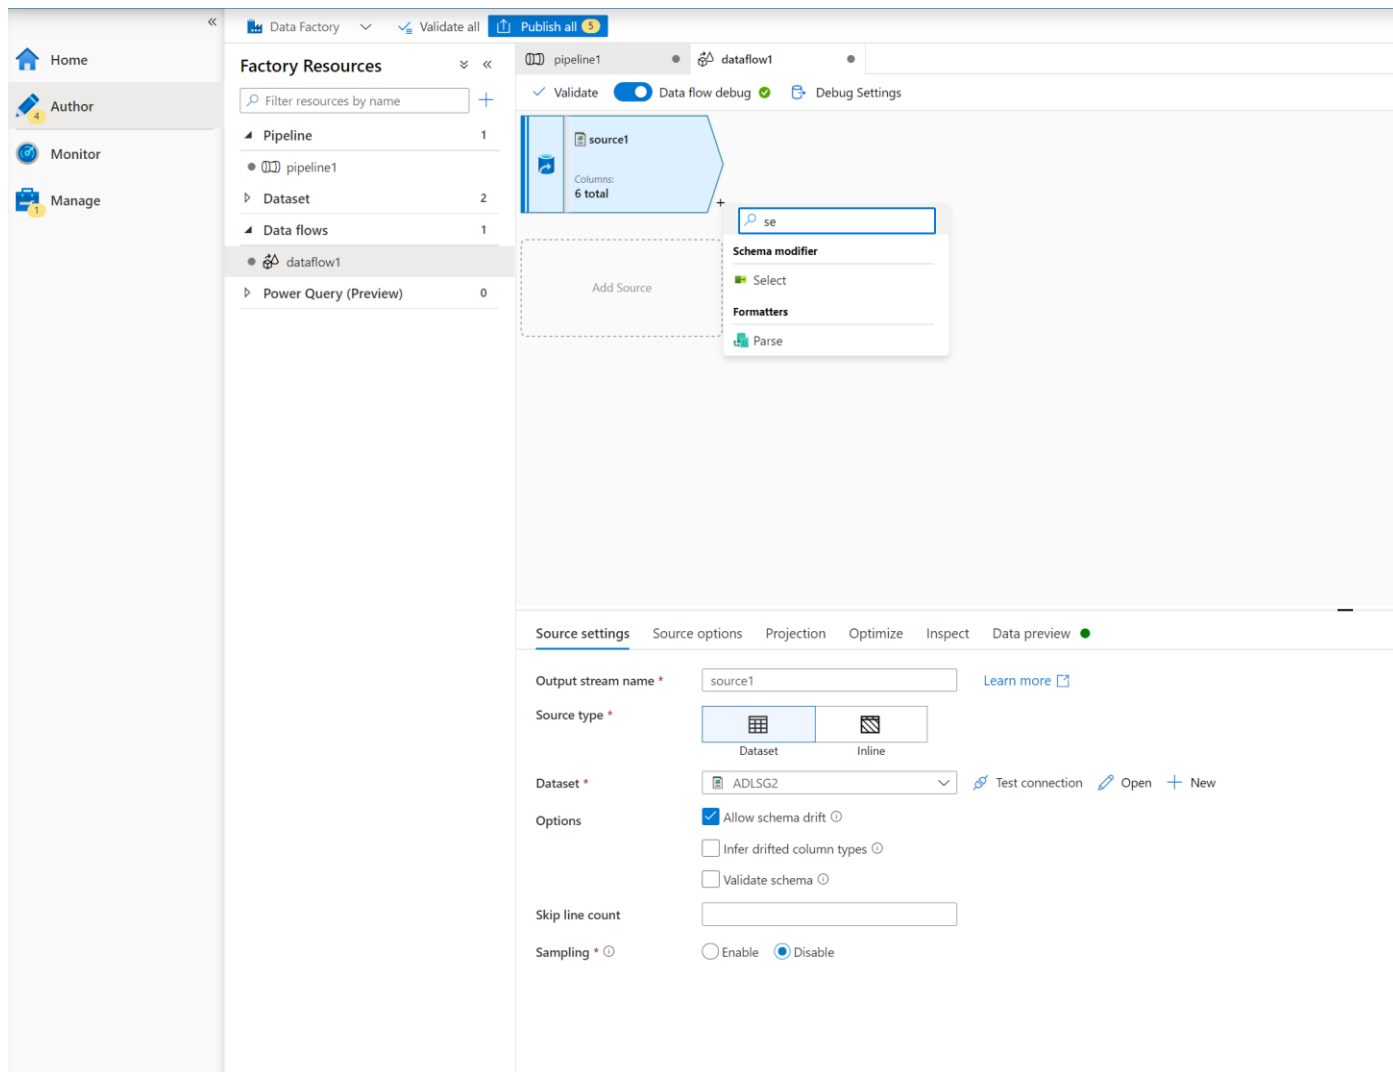 «
Home
Author
4
Monitor
Manage
1
Data Factory
Validate all
Publish all 5
Factory Resources
«
Filter resources by name
Pipeline 1
pipeline1
Dataset 2
Data flows 1
dataflow1
Power Query (Preview) 0
pipeline1
dataflow1
Validate
Data flow debug
Debug Settings
source1
Columns:
6 total
+
Add Source
se
Schema modifier
Select
Formatters
Parse
Source settings
Source options
Projection
Optimize
Inspect
Data preview
Output stream name *
source1
Learn more
Source type *
Dataset
Inline
Dataset *
ADLSG2
Test connection
Open
New
Options
Allow schema drift
Infer drifted column types
Validate schema
Skip line count
Sampling *
Enable
Disable